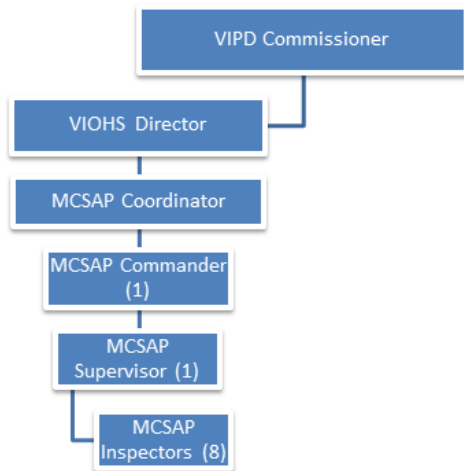 VIPD Commissioner
VIOHS Director
MCSAP Coordinator
MCSAP Commander
(1)
MCSAP
Supervisor (1)
MCSAP
Inspectors (8)